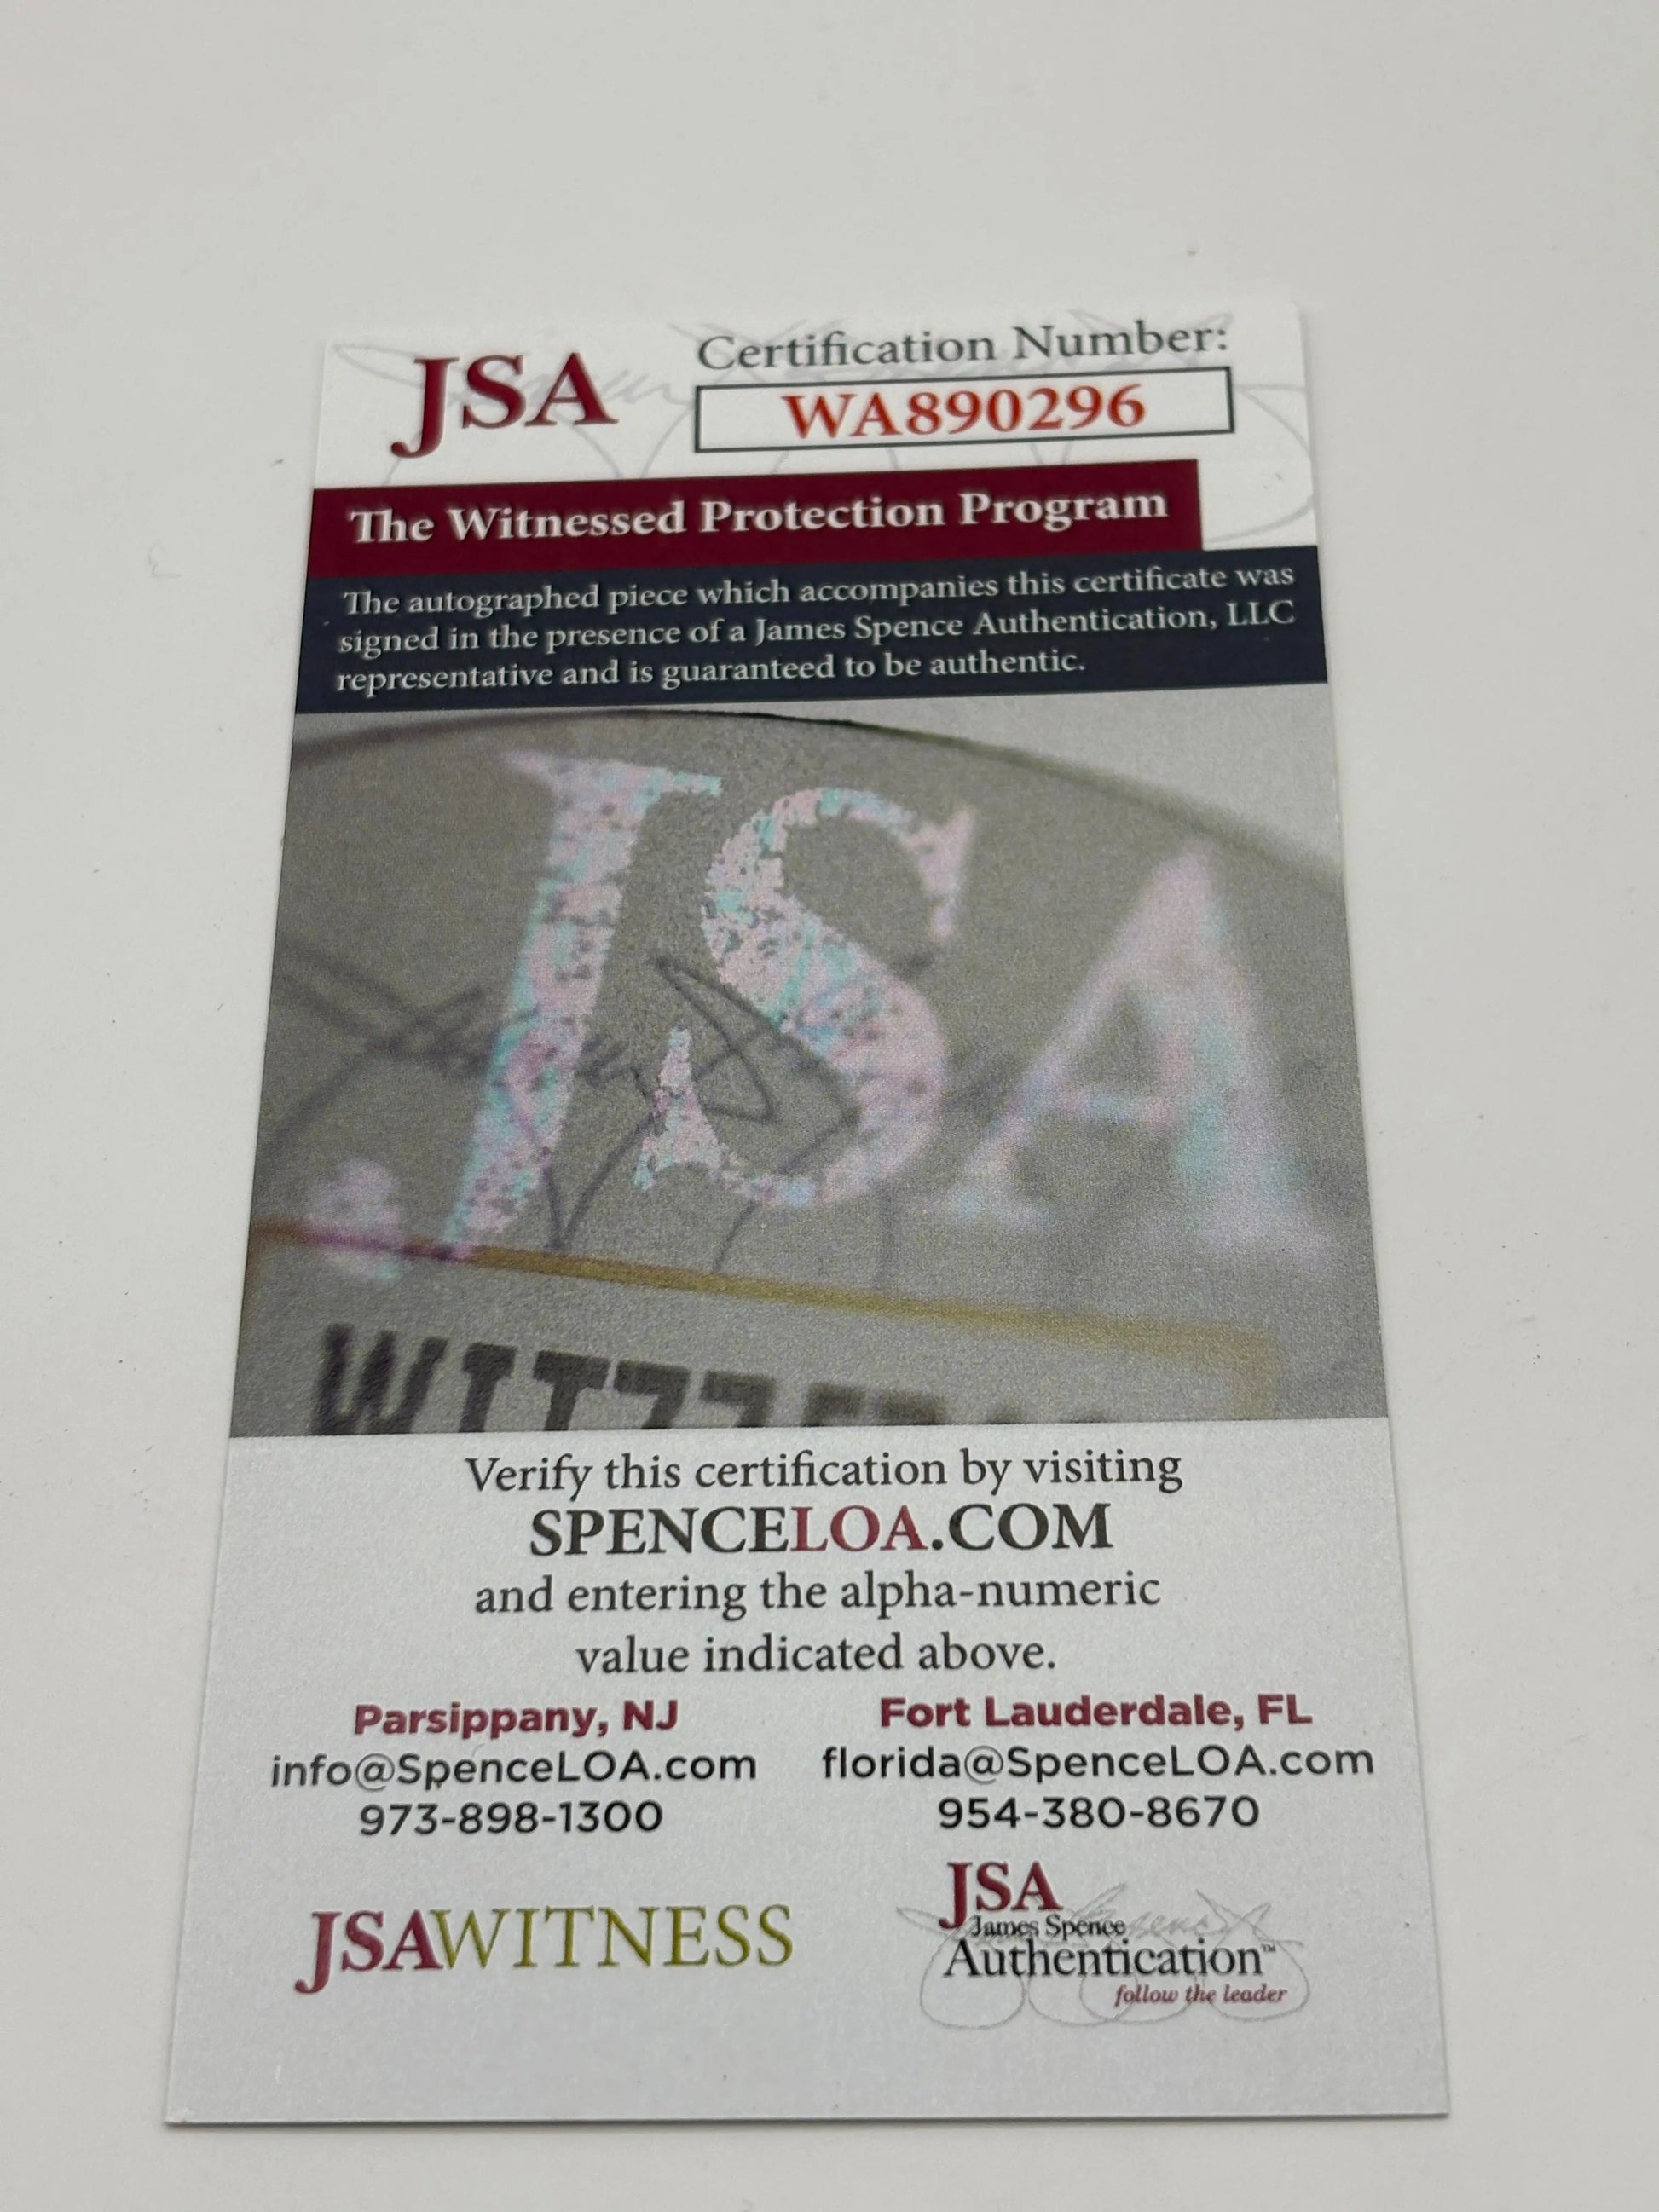 JSA
Certification Number:
WA890296
The Witnessed Protection Program
The autographed piece which accompanies this certificate was
signed in the presence of a James Spence Authentication, LLC
representative and is guaranteed to be authentic.
JSA
Verify this certification by visiting
SPENCELOA.COM
and entering the alpha-numeric
value indicated above.
Parsippany, NJ
info@SpenceLOA.com
973-898-1300
Fort Lauderdale, FL
florida@SpenceLOA.com
954-380-8670
JSAWITNESS
JSA
James Spence
Authentication™
follow the leader